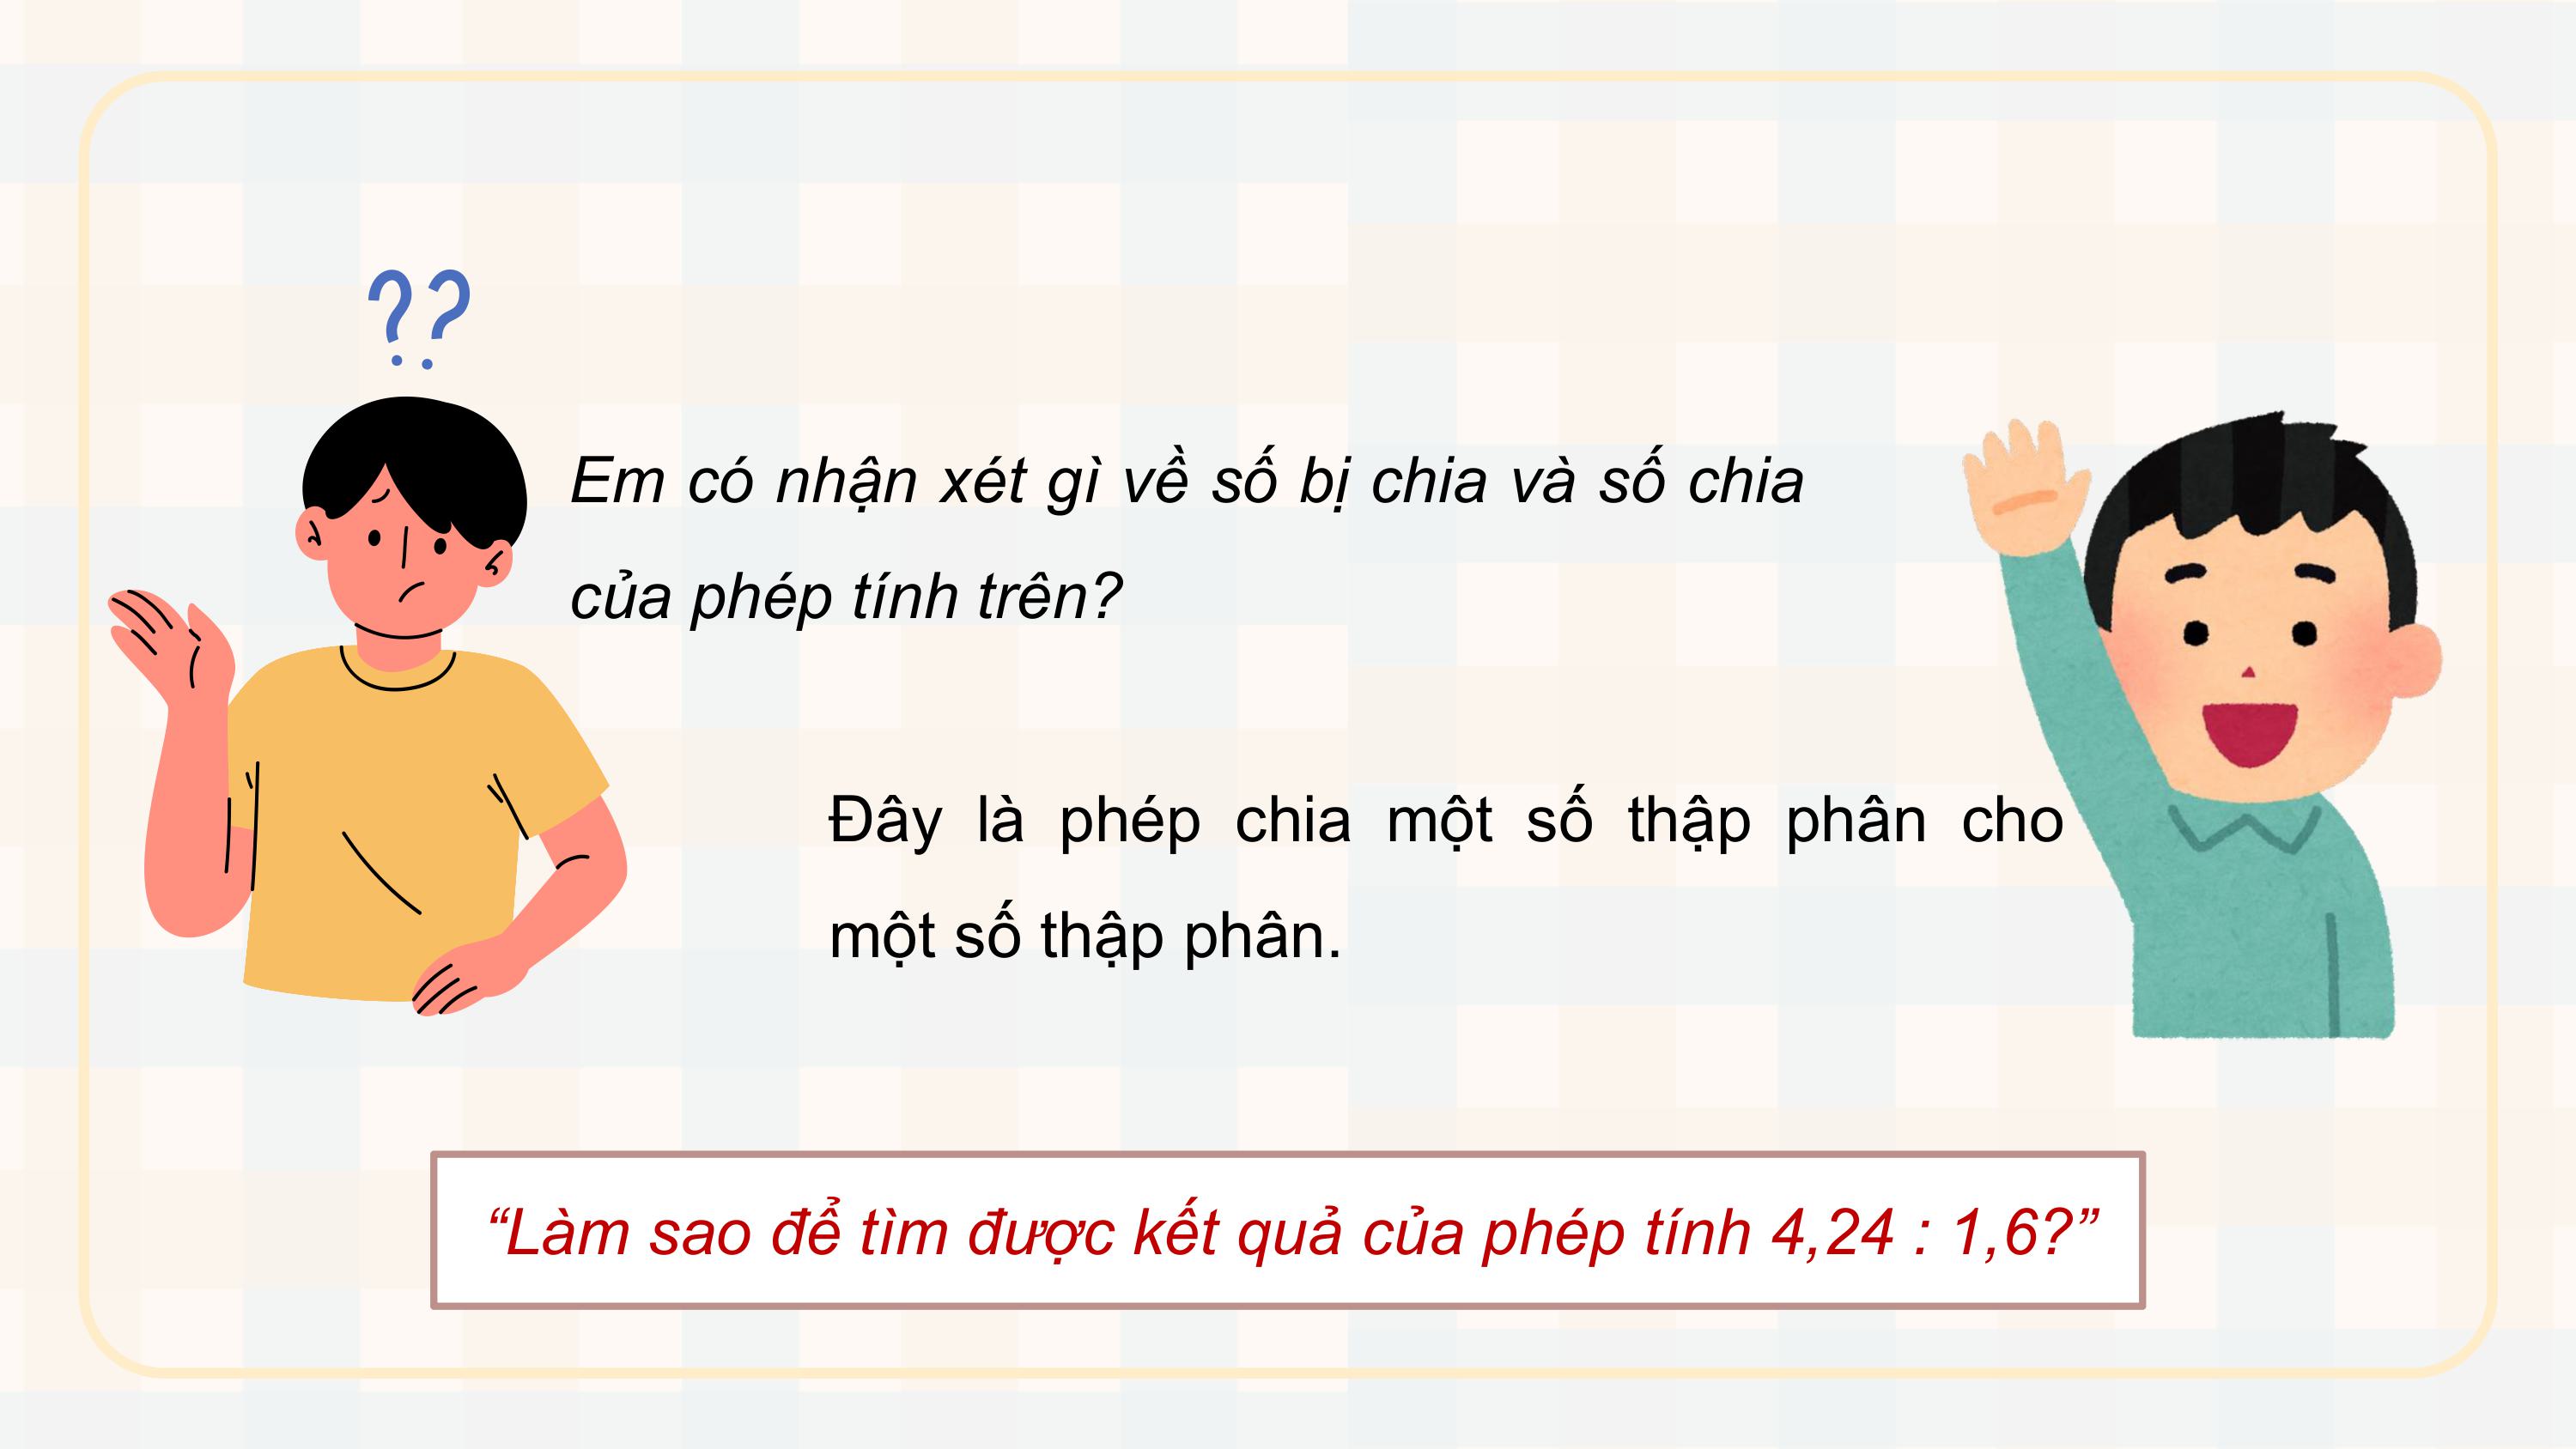 ??
Em có nhận xét gì về số bị chia và số chia
của phép tính trên?
Đây là phép chia một số thập phân cho
một số thập phân.
“Làm sao để tìm được kết quả của phép tính 4,24 : 1,6?”